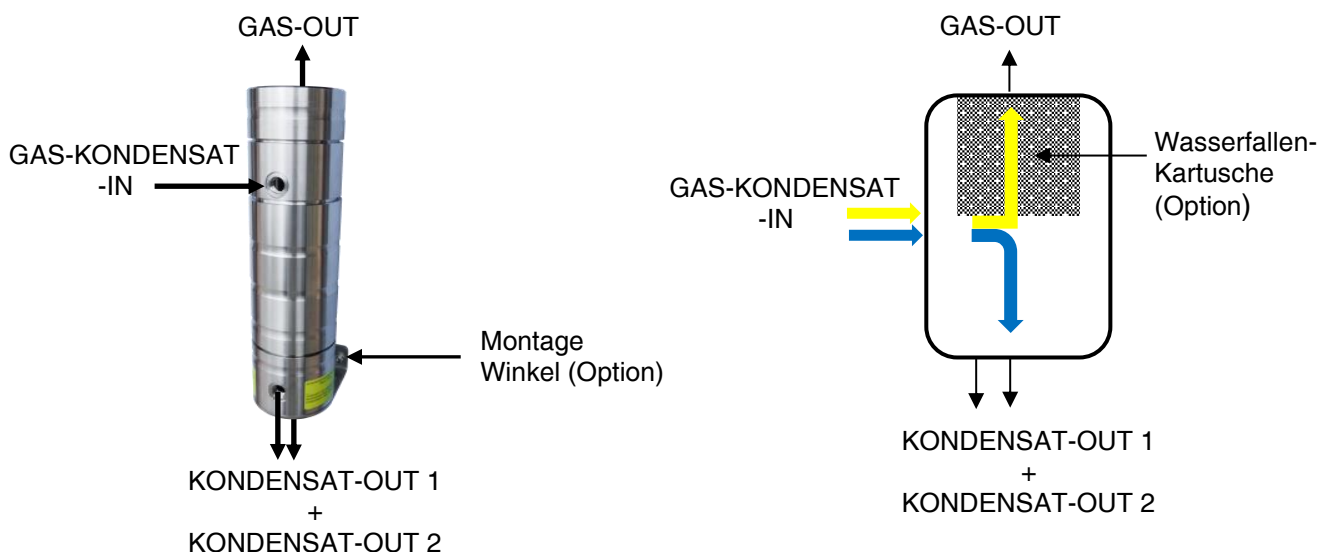 GAS-OUT
GAS-KONDENSAT
-IN
Montage
Winkel (Option)
KONDENSAT-OUT 1
+
KONDENSAT-OUT 2
GAS-OUT
Wasserfallen-
Kartusche
(Option)
GAS-KONDENSAT
-IN
KONDENSAT-OUT 1
+
KONDENSAT-OUT 2